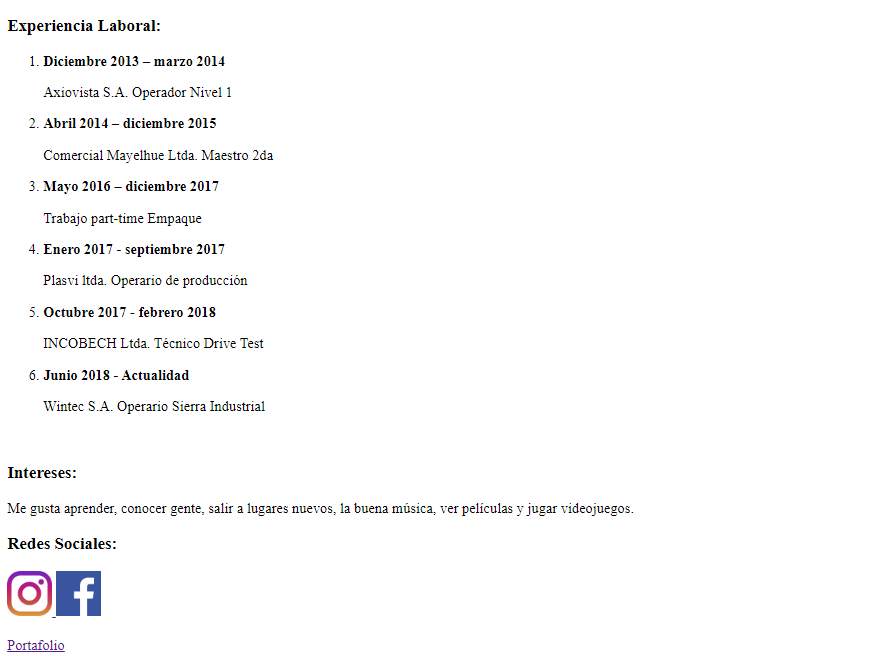 Experiencia Laboral:
1. Diciembre 2013 – marzo 2014
Axiovista S.A. Operador Nivel 1
2. Abril 2014 – diciembre 2015
Comercial Mayelhue Ltda. Maestro 2da
3. Mayo 2016 – diciembre 2017
Trabajo part-time Empaque
4. Enero 2017 - septiembre 2017
Plasvi ltda. Operario de producción
5. Octubre 2017 - febrero 2018
INCOBECH Ltda. Técnico Drive Test
6. Junio 2018 - Actualidad
Wintec S.A. Operario Sierra Industrial
Intereses:
Me gusta aprender, conocer gente, salir a lugares nuevos, la buena música, ver películas y jugar videojuegos.
Redes Sociales:
Portafolio